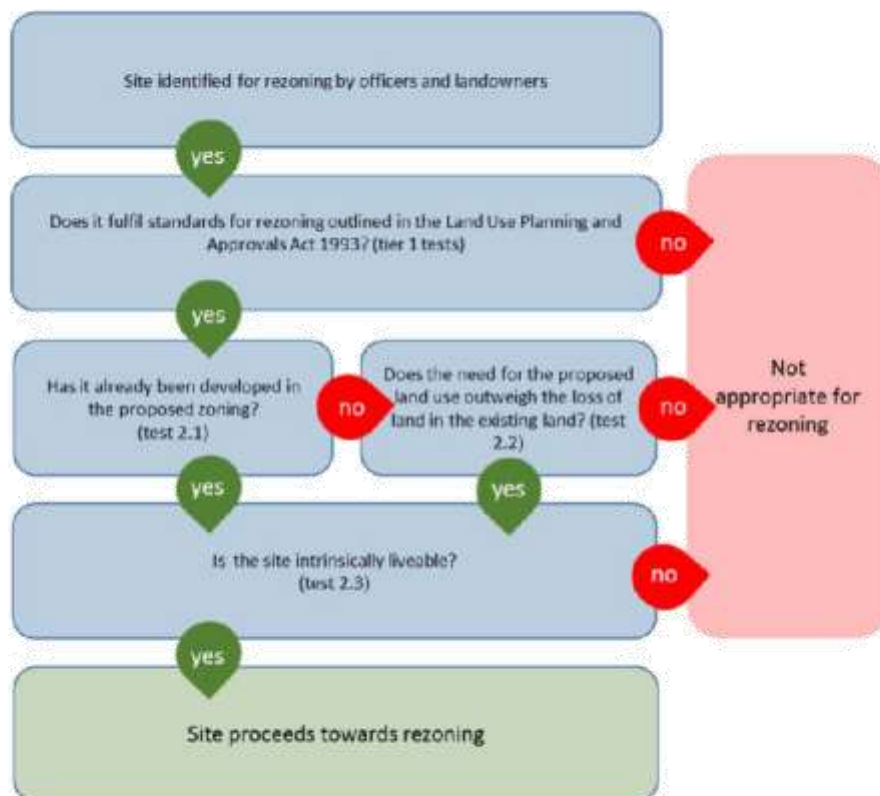 Site identified for rezoning by officers and landowners
yes
Does it fulfil standards for rezoning outlined in the Land Use Planning and
Approvals Act 1993? (tier 1 tests)
no
yes
Has it already been developed in
the proposed zoning?
(test 2.1)
no
Does the need for the proposed
land use outweigh the loss of
land in the existing land? (test
2.2)
no
Not
appropriate for
rezoning
yes
yes
Is the site intrinsically liveable?
(test 2.3)
no
yes
Site proceeds towards rezoning